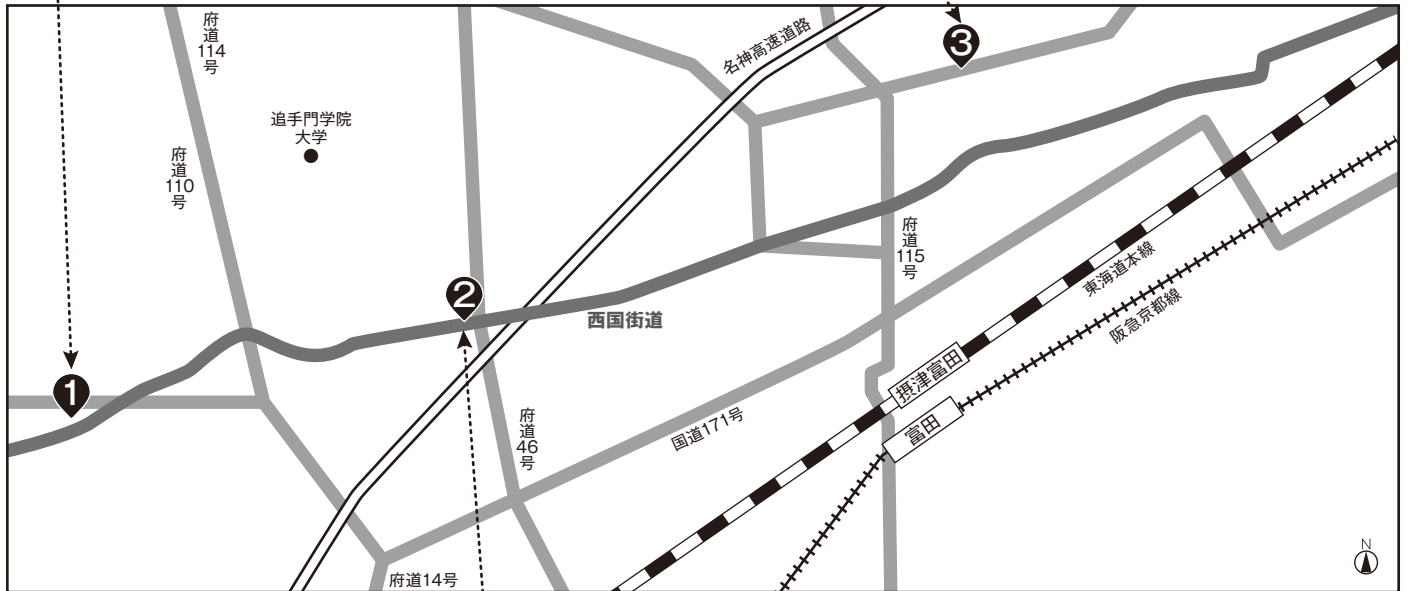 府道114号
名神高速道路
3
追手門学院
大学
府道110号
府道115号
東海道本線
阪急京都線
2
西国街道
摂津富田
富田
1
府道46号
国道171号
府道14号
N